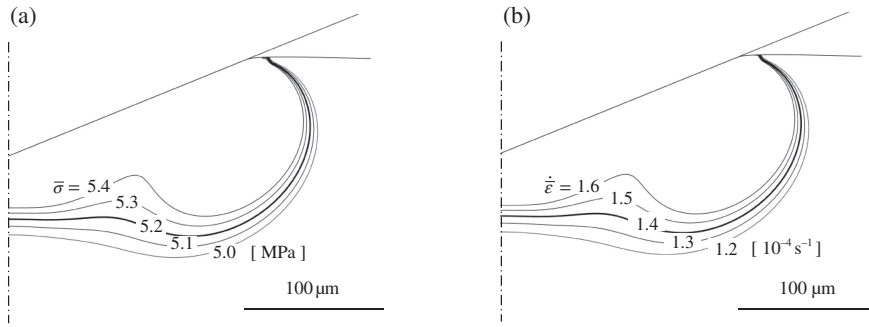 (a)
σ̅ = 5.4
5.3
5.2
5.1
5.0 [ MPa ]
100 μm
(b)
ε̅̇ = 1.6
1.5
1.4
1.3
1.2 [ 10⁻⁴ s⁻¹ ]
100 μm